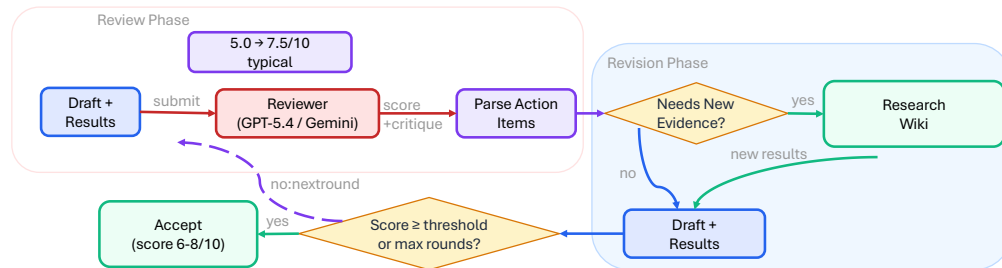 Review Phase
5.0 → 7.5/10
typical
Draft +
Results
submit
Reviewer
(GPT-5.4 / Gemini)
score
+critique
Parse Action
Items
Revision Phase
Needs New
Evidence?
yes
Research
Wiki
no
new results
Draft +
Results
Score ≥ threshold
or max rounds?
no:nextround
yes
Accept
(score 6-8/10)